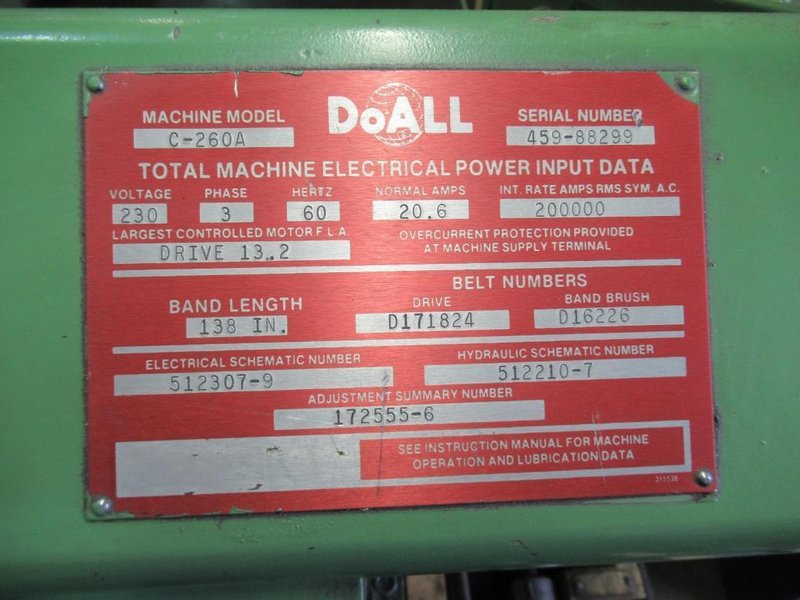 DoALL
MACHINE MODEL
C-260A
SERIAL NUMBER
459-88299
TOTAL MACHINE ELECTRICAL POWER INPUT DATA
VOLTAGE PHASE HERTZ NORMAL AMPS INT. RATE AMPS RMS SYM. A.C.
230 3 60 20.6 200000
LARGEST CONTROLLED MOTOR F.L.A.
DRIVE 13.2
OVERCURRENT PROTECTION PROVIDED
AT MACHINE SUPPLY TERMINAL
BAND LENGTH
138 IN.
BELT NUMBERS
DRIVE BAND BRUSH
D171824 D16226
ELECTRICAL SCHEMATIC NUMBER HYDRAULIC SCHEMATIC NUMBER
512307-9 512210-7
ADJUSTMENT SUMMARY NUMBER
172555-6
SEE INSTRUCTION MANUAL FOR MACHINE
OPERATION AND LUBRICATION DATA